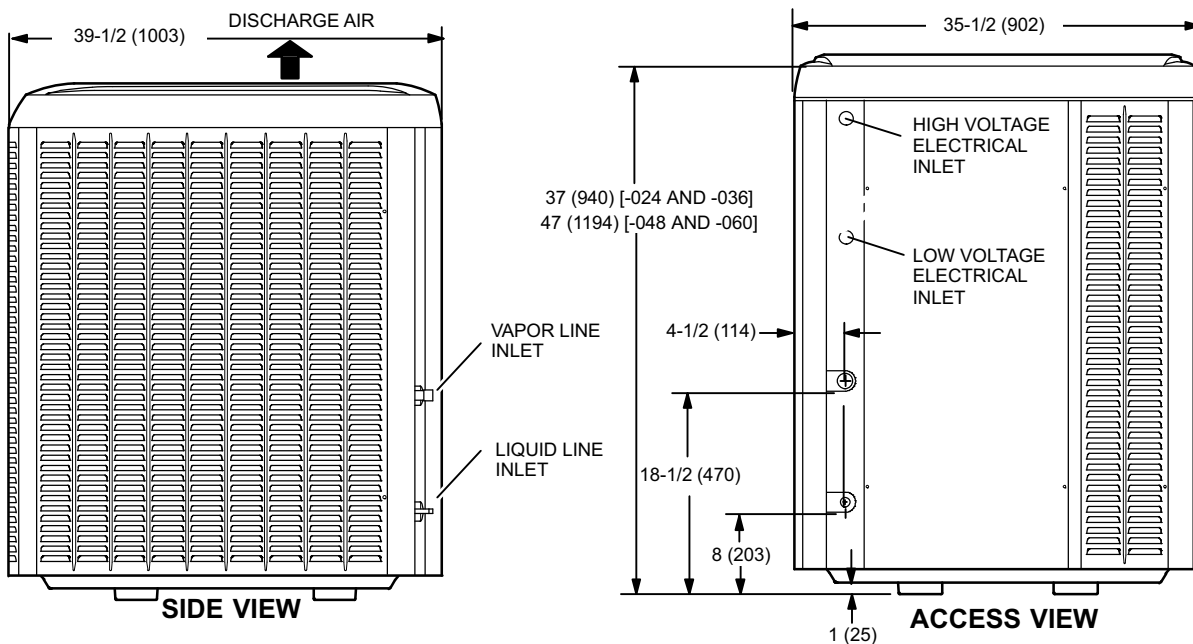 39-1/2 (1003)
DISCHARGE AIR
VAPOR LINE
INLET
LIQUID LINE
INLET
SIDE VIEW
35-1/2 (902)
HIGH VOLTAGE
ELECTRICAL
INLET
37 (940) [-024 AND -036]
47 (1194) [-048 AND -060]
LOW VOLTAGE
ELECTRICAL
INLET
4-1/2 (114)
18-1/2 (470)
8 (203)
1 (25)
ACCESS VIEW